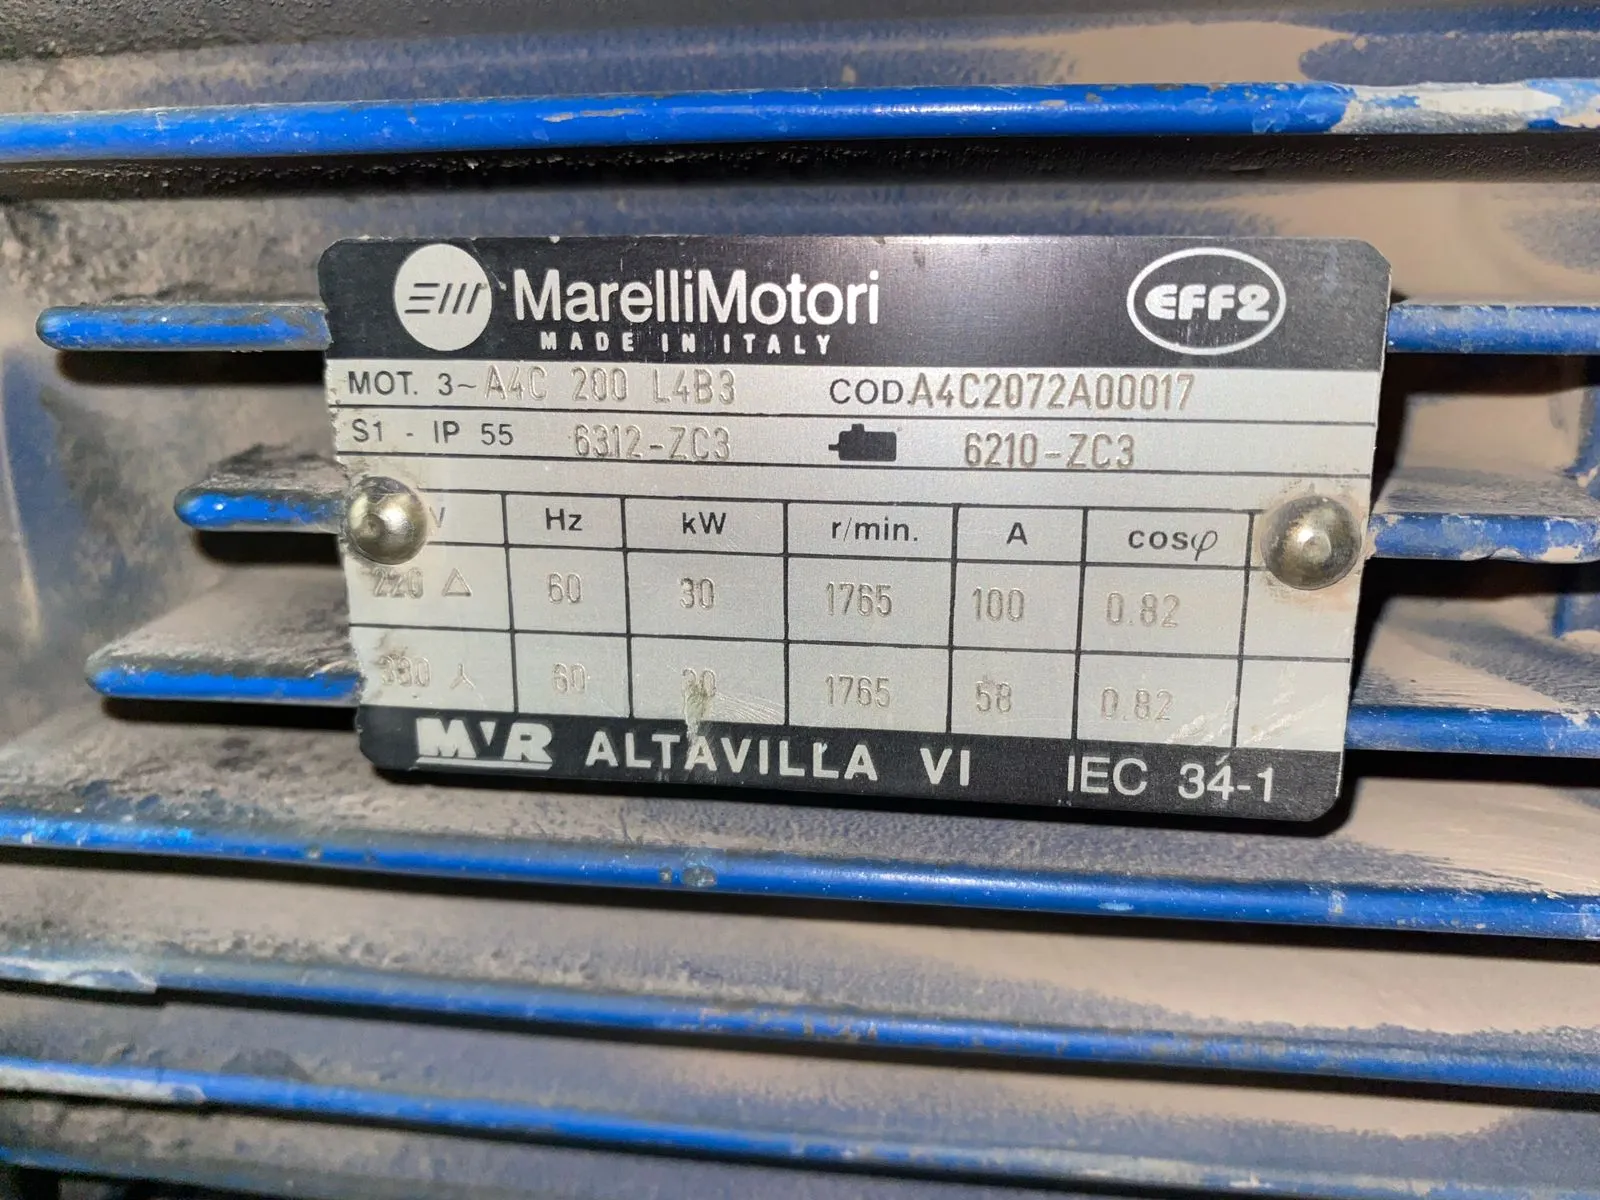 MarelliMotori
MADE IN ITALY
EFF2
MOT. 3~ A4C 200 L4B3 COD. A4C2072A00017
S1 - IP 55 6312-ZC3 6210-ZC3
V Hz kW r/min. A cosφ
220 △ 60 30 1765 100 0.82
380 60 30 1765 58 0.82
MVR ALTAVILLA VI IEC 34-1